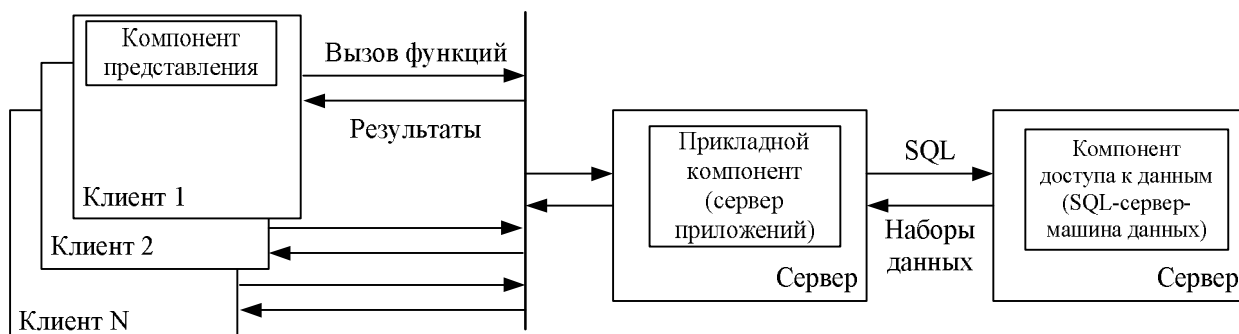 Компонент
представления
Клиент 1
Клиент 2
Клиент N
Вызов функций
Результаты
Прикладной
компонент
(сервер
приложений)
Сервер
SQL
Наборы
данных
Компонент
доступа к данным
(SQL-сервер-
машина данных)
Сервер